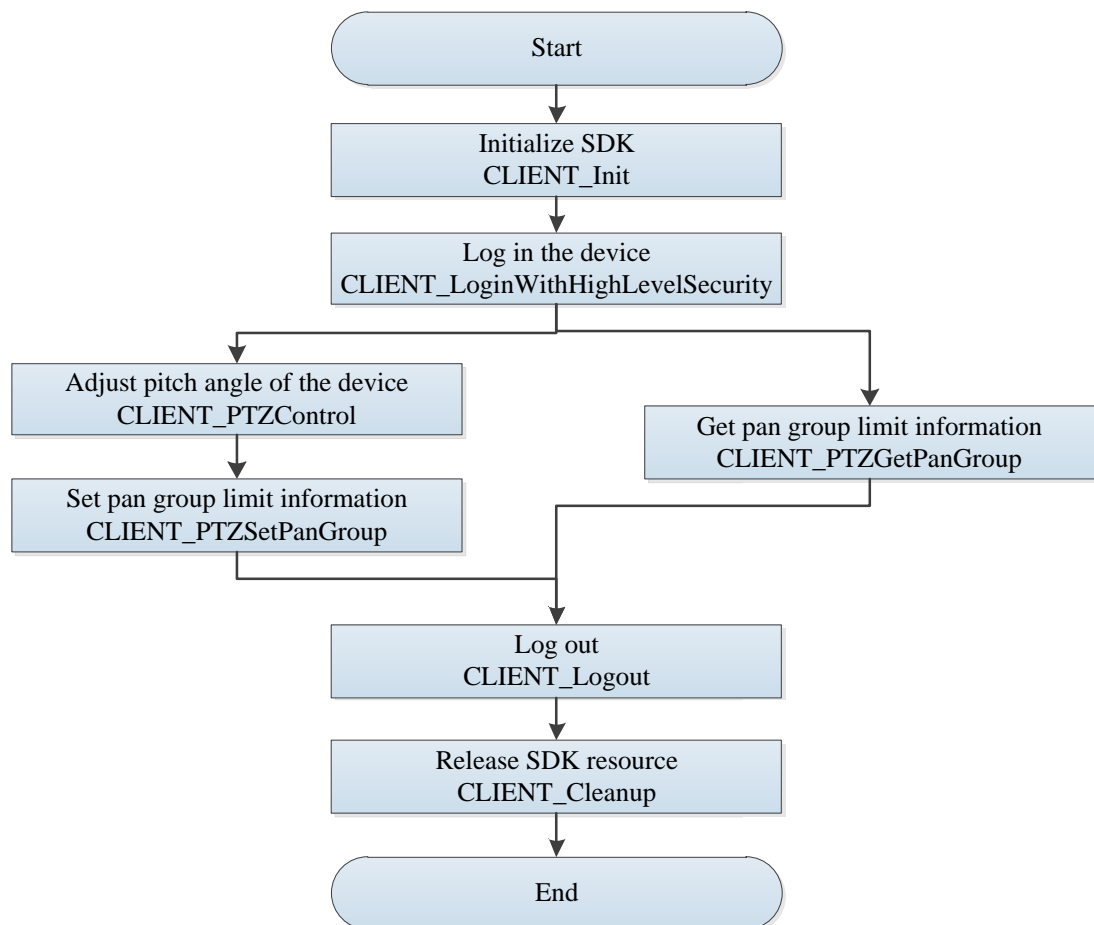 Start
Initialize SDK
CLIENT_Init
Log in the device
CLIENT_LoginWithHighLevelSecurity
Adjust pitch angle of the device
CLIENT_PTZControl
Get pan group limit information
CLIENT_PTZGetPanGroup
Set pan group limit information
CLIENT_PTZSetPanGroup
Log out
CLIENT_Logout
Release SDK resource
CLIENT_Cleanup
End